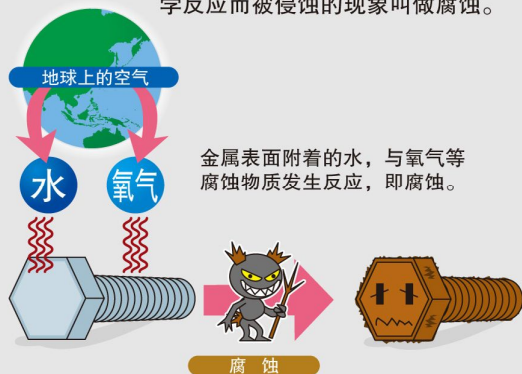 学反应而被侵蚀的现象叫做腐蚀。
地球上的空气
水
氧气
金属表面附着的水，与氧气等
腐蚀物质发生反应，即腐蚀。
腐 蚀